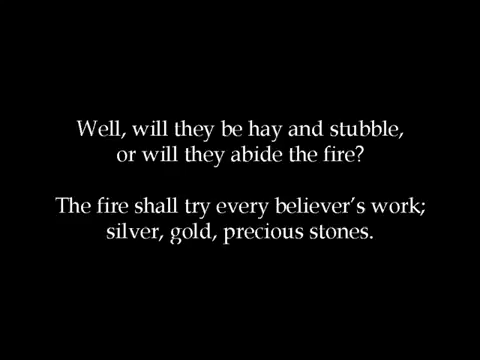 Well, will they be hay and stubble,
or will they abide the fire?
The fire shall try every believer’s work;
silver, gold, precious stones.